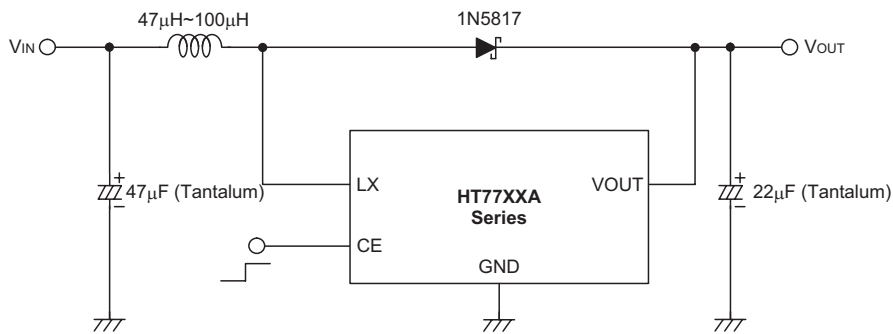 47μH~100μH
1N5817
VIN
VOUT
+
47μF (Tantalum)
−
LX
HT77XXA
Series
VOUT
+
22μF (Tantalum)
−
CE
GND